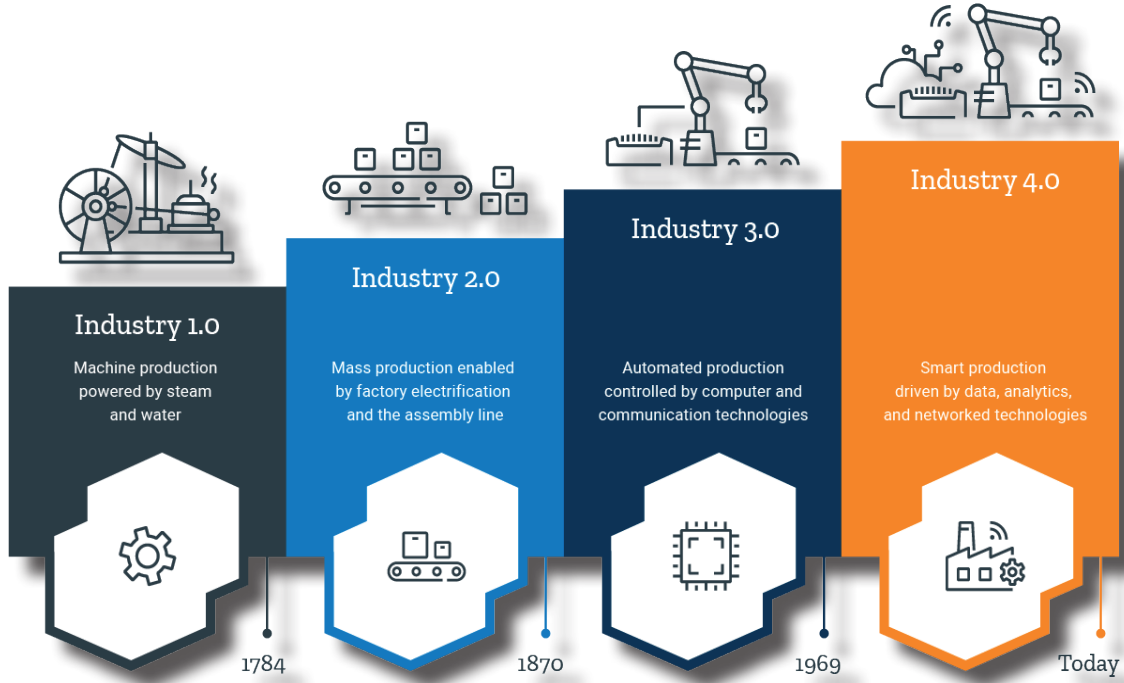 Industry 1.0
Machine production
powered by steam
and water
1784
Industry 2.0
Mass production enabled
by factory electrification
and the assembly line
1870
Industry 3.0
Automated production
controlled by computer and
communication technologies
1969
Industry 4.0
Smart production
driven by data, analytics,
and networked technologies
Today